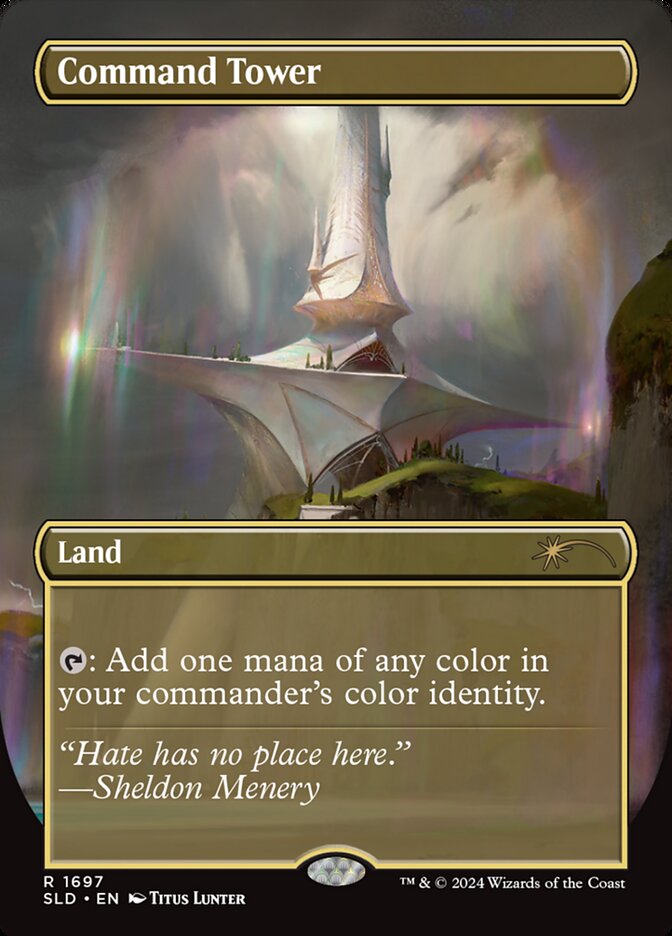 Command Tower
Land
: Add one mana of any color in
your commander’s color identity.
“Hate has no place here.”
—Sheldon Menery
R 1697
SLD • EN Titus Lunter
™ & © 2024 Wizards of the Coast